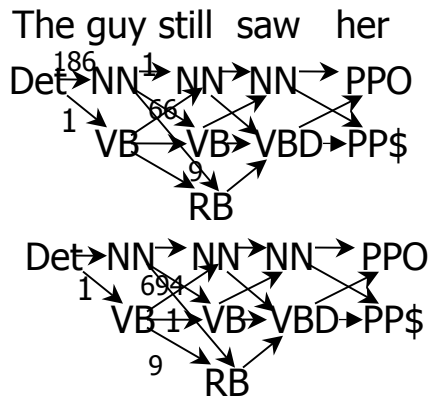 The guy still saw her
186 1
Det NN NN NN PPO
1 66
VB VB VBD PP$
9
RB
Det NN NN NN PPO
1 694
VB 1 VB VBD PP$
9
RB